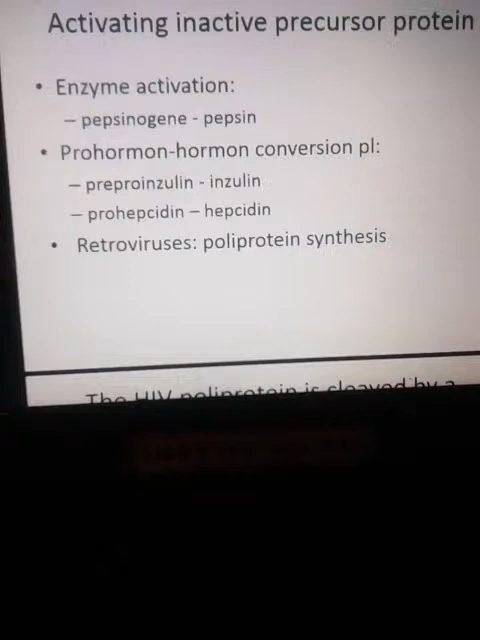 Activating inactive precursor protein
• Enzyme activation:
– pepsinogene - pepsin
• Prohormon-hormon conversion pl:
– preproinzulin - inzulin
– prohepcidin – hepcidin
• Retroviruses: poliprotein synthesis
The HIV poliprotein is cleaved by a